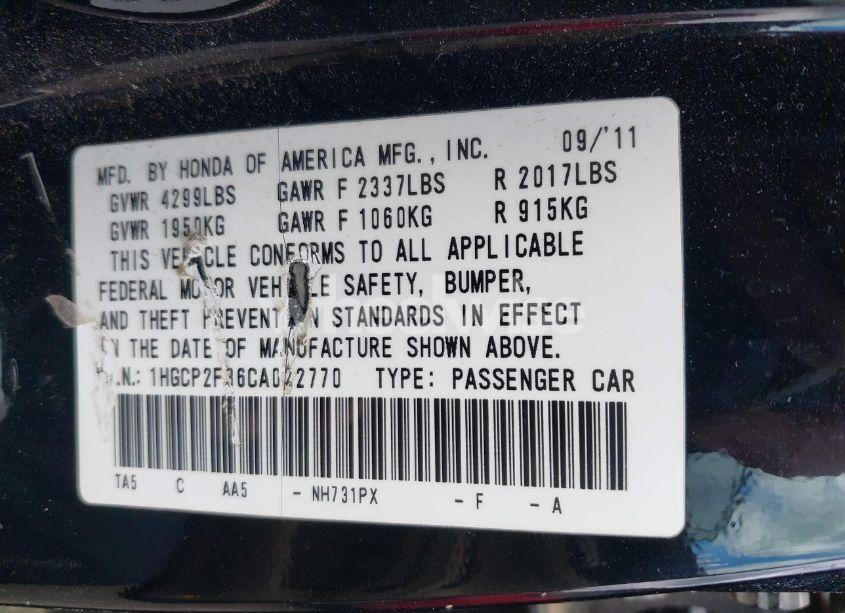 MFD. BY HONDA OF AMERICA MFG., INC. 09/'11
GVWR 4299LBS GAWR F 2337LBS R 2017LBS
GVWR 1950KG GAWR F 1060KG R 915KG
THIS VEHICLE CONFORMS TO ALL APPLICABLE
FEDERAL MOTOR VEHICLE SAFETY, BUMPER,
AND THEFT PREVENTION STANDARDS IN EFFECT
ON THE DATE OF MANUFACTURE SHOWN ABOVE.
TYPE: PASSENGER CAR
TA5 C AA5 - NH731PX - F - A